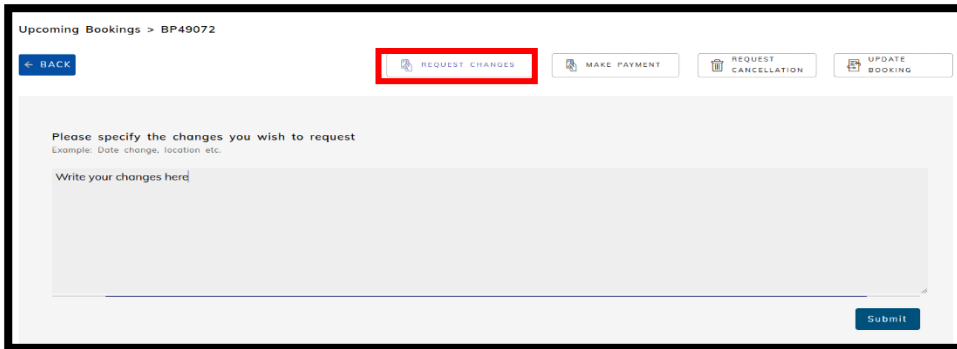 Upcoming Bookings > BP49072
← BACK
REQUEST CHANGES
MAKE PAYMENT
REQUEST
CANCELLATION
UPDATE
BOOKING
Please specify the changes you wish to request
Example: Date change, location etc.
Write your changes here
Submit